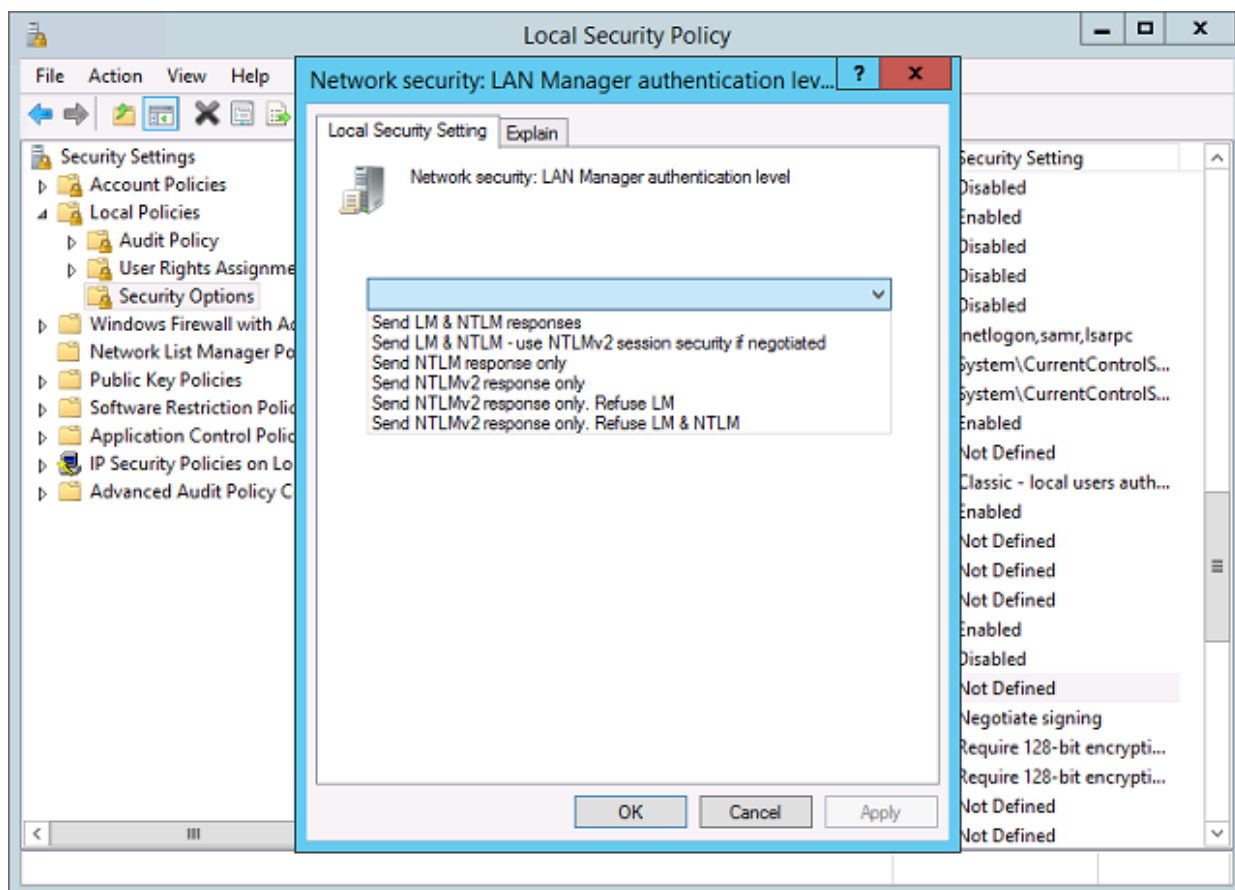 Local Security Policy
File Action View Help
Network security: LAN Manager authentication lev...
?
x
Local Security Setting
Explain
Network security: LAN Manager authentication level
Send LM & NTLM responses
Send LM & NTLM - use NTLMv2 session security if negotiated
Send NTLM response only
Send NTLMv2 response only
Send NTLMv2 response only. Refuse LM
Send NTLMv2 response only. Refuse LM & NTLM
OK
Cancel
Apply
Security Settings
Account Policies
Local Policies
Audit Policy
User Rights Assignme
Security Options
Windows Firewall with Ad
Network List Manager Po
Public Key Policies
Software Restriction Polic
Application Control Polic
IP Security Policies on Lo
Advanced Audit Policy C
Security Setting
Disabled
Enabled
Disabled
Disabled
Disabled
netlogon,samr,lsarpc
System\CurrentControlS...
System\CurrentControlS...
Enabled
Not Defined
Classic - local users auth...
Enabled
Not Defined
Not Defined
Not Defined
Enabled
Disabled
Not Defined
Negotiate signing
Require 128-bit encrypti...
Require 128-bit encrypti...
Not Defined
Not Defined